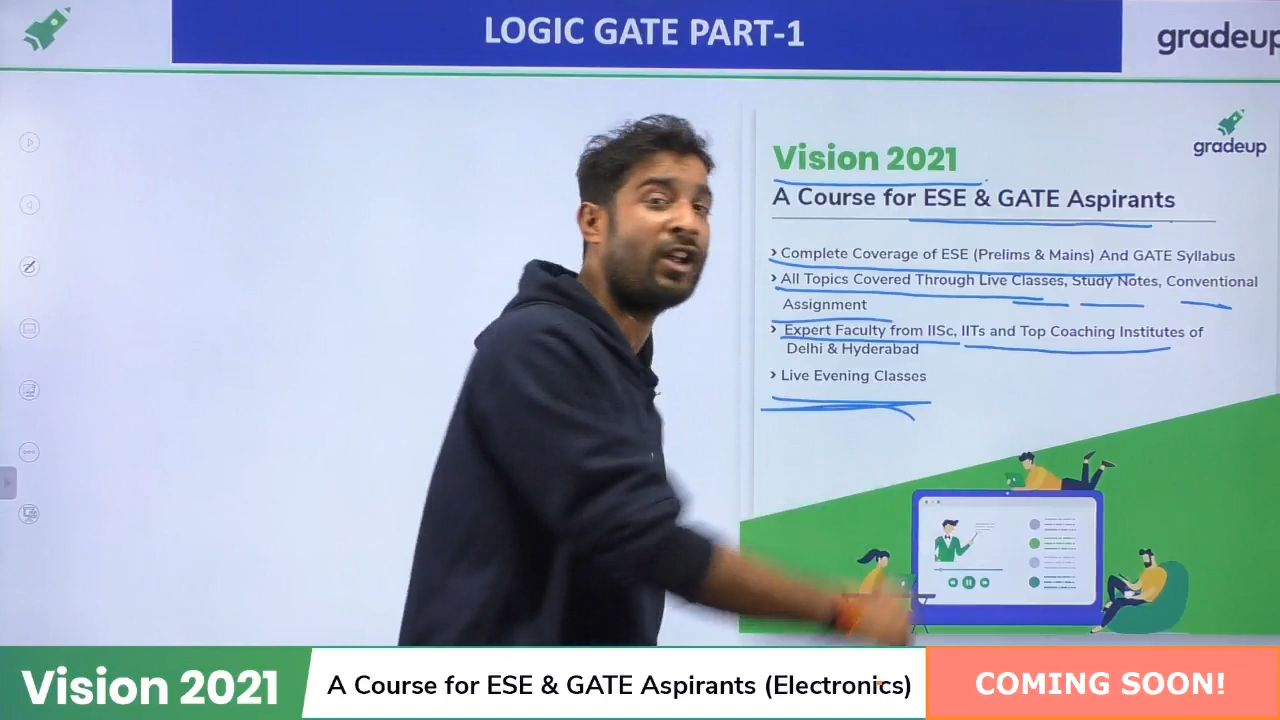 LOGIC GATE PART-1
gradeup
gradeup
Vision 2021
A Course for ESE & GATE Aspirants
› Complete Coverage of ESE (Prelims & Mains) And GATE Syllabus
› All Topics Covered Through Live Classes, Study Notes, Conventional
Assignment
› Expert Faculty from IISc, IITs and Top Coaching Institutes of
Delhi & Hyderabad
› Live Evening Classes
Vision 2021
A Course for ESE & GATE Aspirants (Electronics)
COMING SOON!